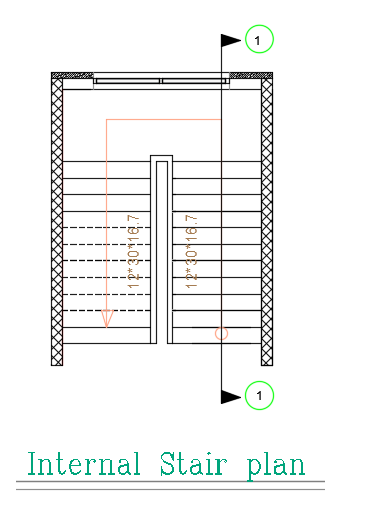 1
12*30*16.7
12*30*16.7
1
Internal Stair plan